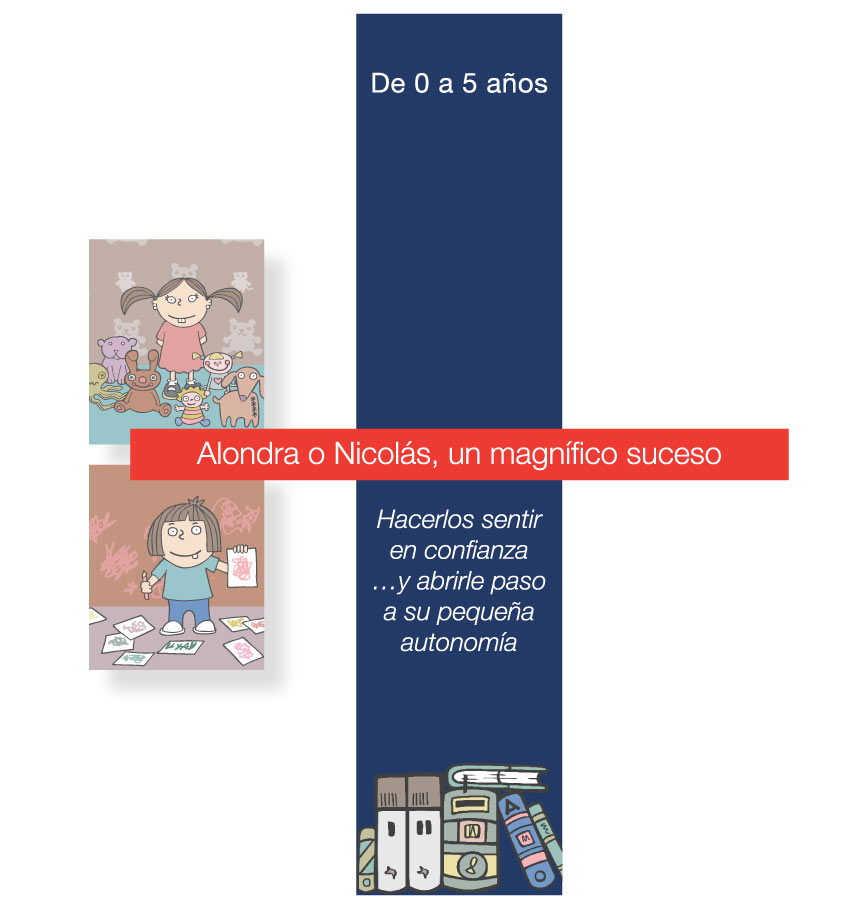 De 0 a 5 años
Alondra o Nicolás, un magnífico suceso
Hacerlos sentir
en confianza
…y abrirle paso
a su pequeña
autonomía